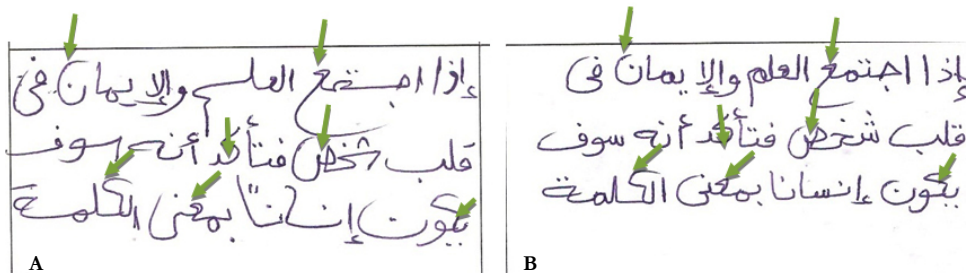 إذا اجتمع العلم والإيمان فى
قلب شخص فتأكد أنه سوف
يكون إنساناً بمعنى الكلمة
A
إذا اجتمع العلم والإيمان فى
قلب شخص فتأكد أنه سوف
يكون إنسانا بمعنى الكلمة
B